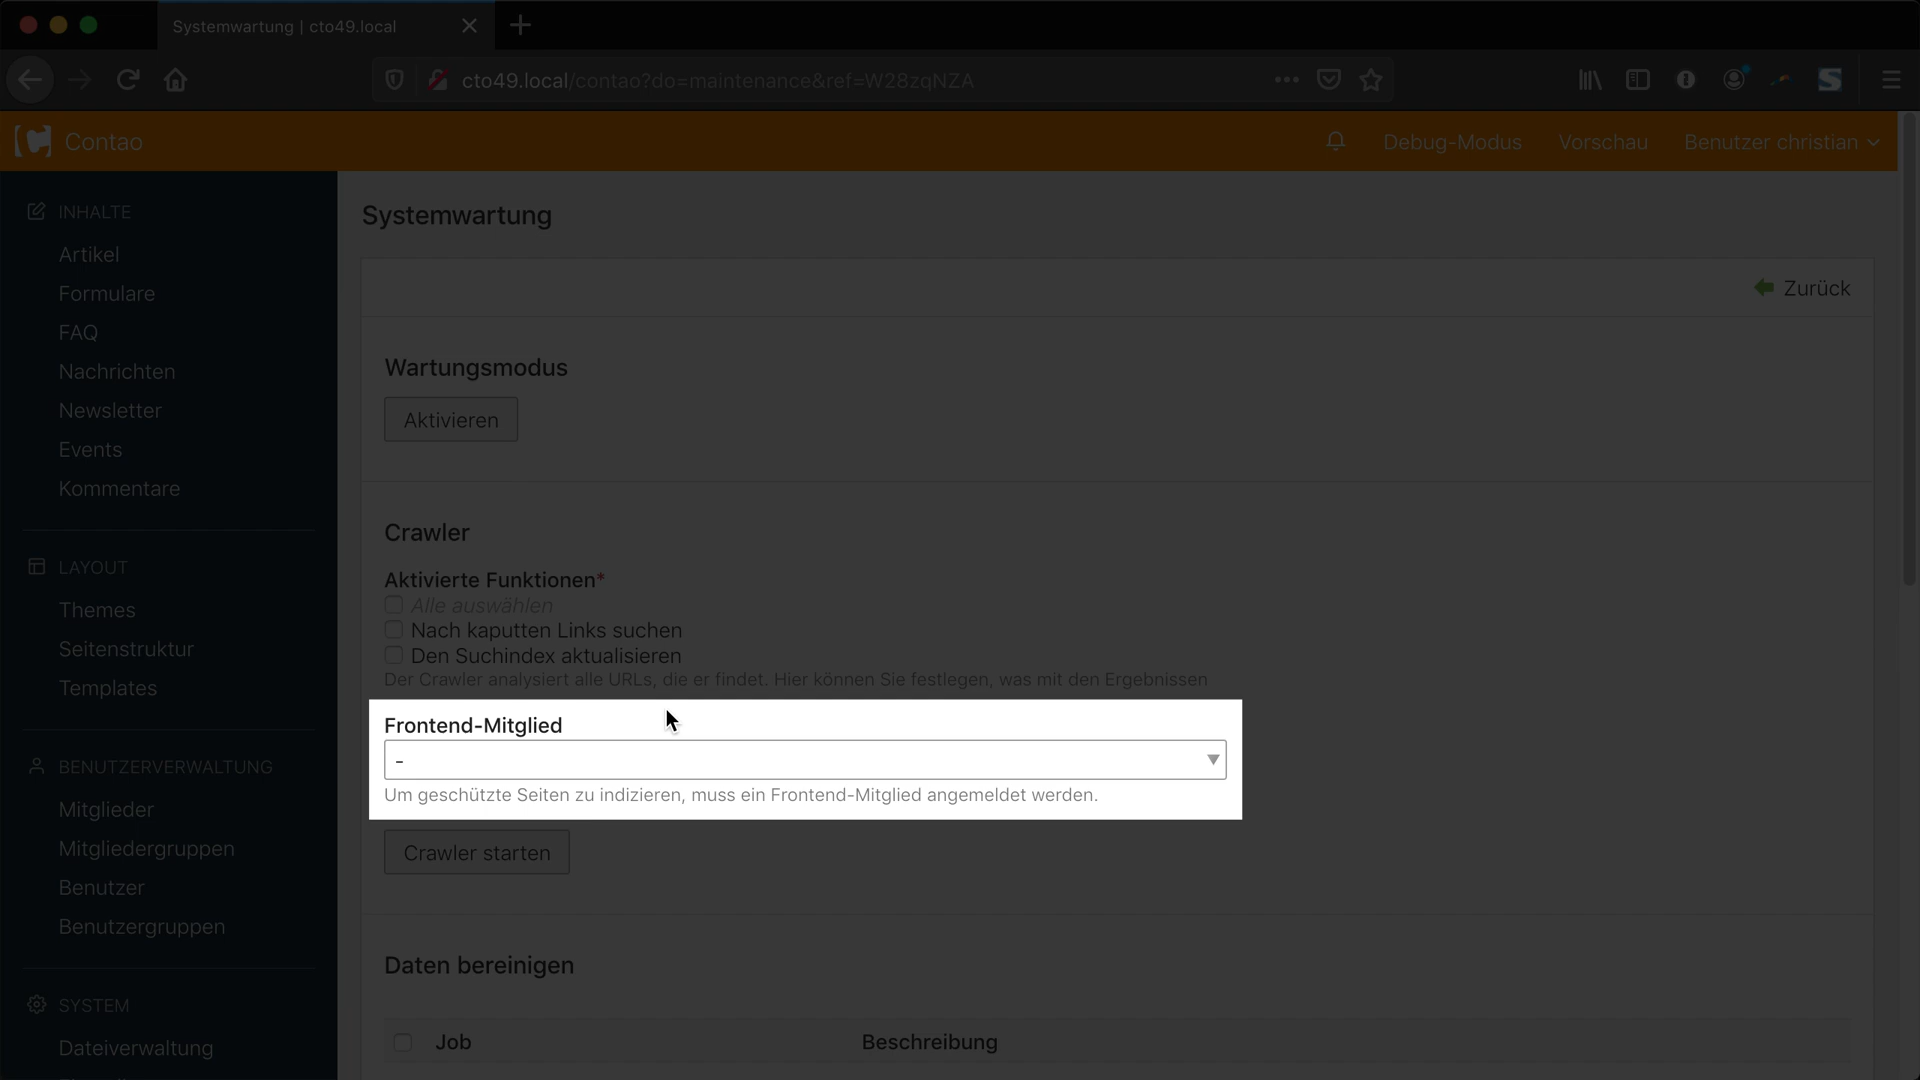 Systemwartung | cto49.local
cto49.local/contao?do=maintenance&ref=W28zqNZA
Contao
Debug-Modus
Vorschau
Benutzer christian
INHALTE
Artikel
Formulare
FAQ
Nachrichten
Newsletter
Events
Kommentare
LAYOUT
Themes
Seitenstruktur
Templates
BENUTZERVERWALTUNG
Mitglieder
Mitgliedergruppen
Benutzer
Benutzergruppen
SYSTEM
Dateiverwaltung
Systemwartung
Zurück
Wartungsmodus
Aktivieren
Crawler
Aktivierte Funktionen*
Alle auswählen
Nach kaputten Links suchen
Den Suchindex aktualisieren
Der Crawler analysiert alle URLs, die er findet. Hier können Sie festlegen, was mit den Ergebnissen
Frontend-Mitglied
-
Um geschützte Seiten zu indizieren, muss ein Frontend-Mitglied angemeldet werden.
Crawler starten
Daten bereinigen
Job Beschreibung